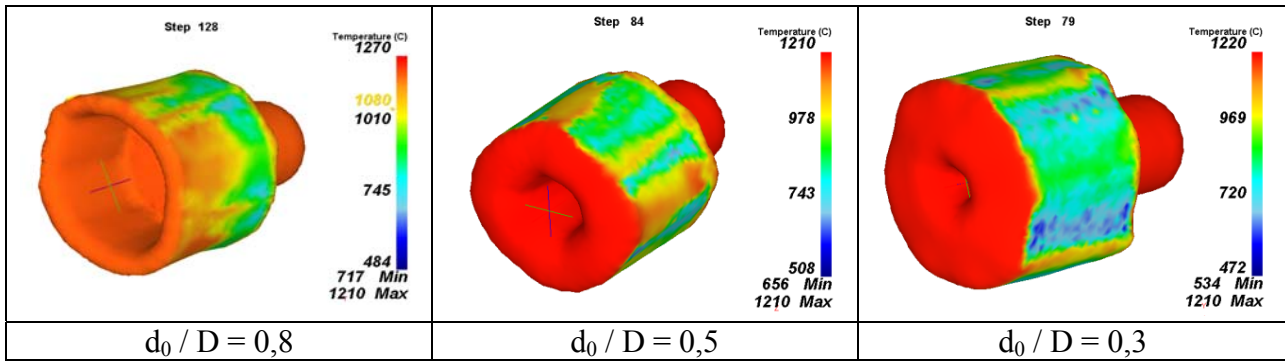 Step 128
Temperature (C)
1270
1080
1010
745
484
717 Min
1210 Max
d₀ / D = 0,8
Step 84
Temperature (C)
1210
978
743
508
656 Min
1210 Max
d₀ / D = 0,5
Step 79
Temperature (C)
1220
969
720
472
534 Min
1210 Max
d₀ / D = 0,3